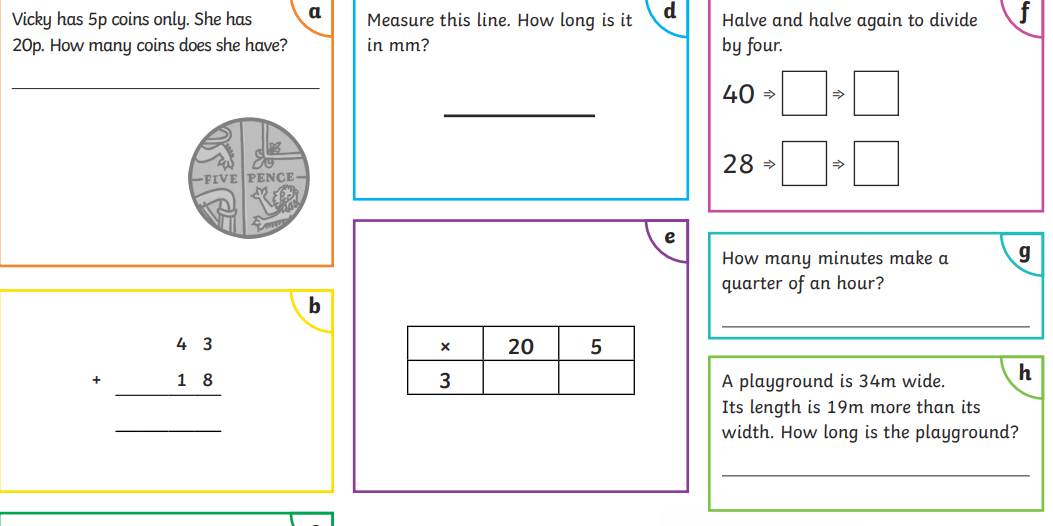 a
Vicky has 5p coins only. She has
20p. How many coins does she have?
FIVE PENCE
b
4 3
+ 1 8
d
Measure this line. How long is it
in mm?
e
× 20 5
3
f
Halve and halve again to divide
by four.
40 ⇒ ⇒
28 ⇒ ⇒
g
How many minutes make a
quarter of an hour?
h
A playground is 34m wide.
Its length is 19m more than its
width. How long is the playground?